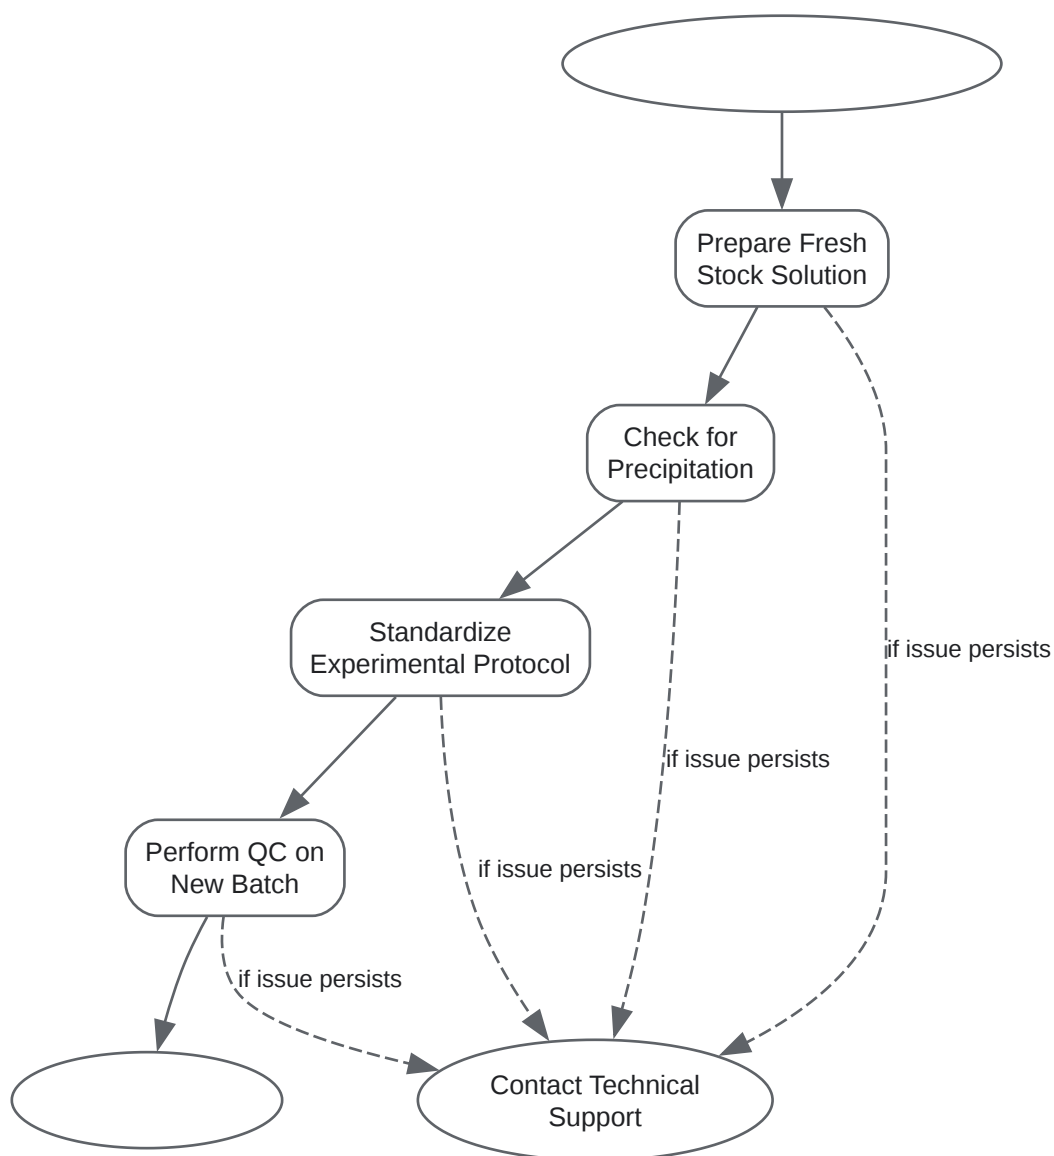 Prepare Fresh
Stock Solution
Check for
Precipitation
Standardize
Experimental Protocol
if issue persists
if issue persists
Perform QC on
New Batch
if issue persists
if issue persists
Contact Technical
Support